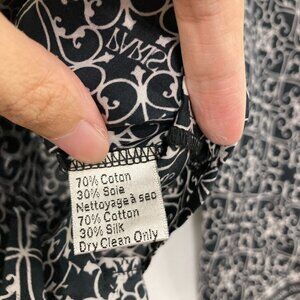 70% Coton
30% Soie
Nettoyage à sec
70% Cotton
30% Silk
Dry Clean Only